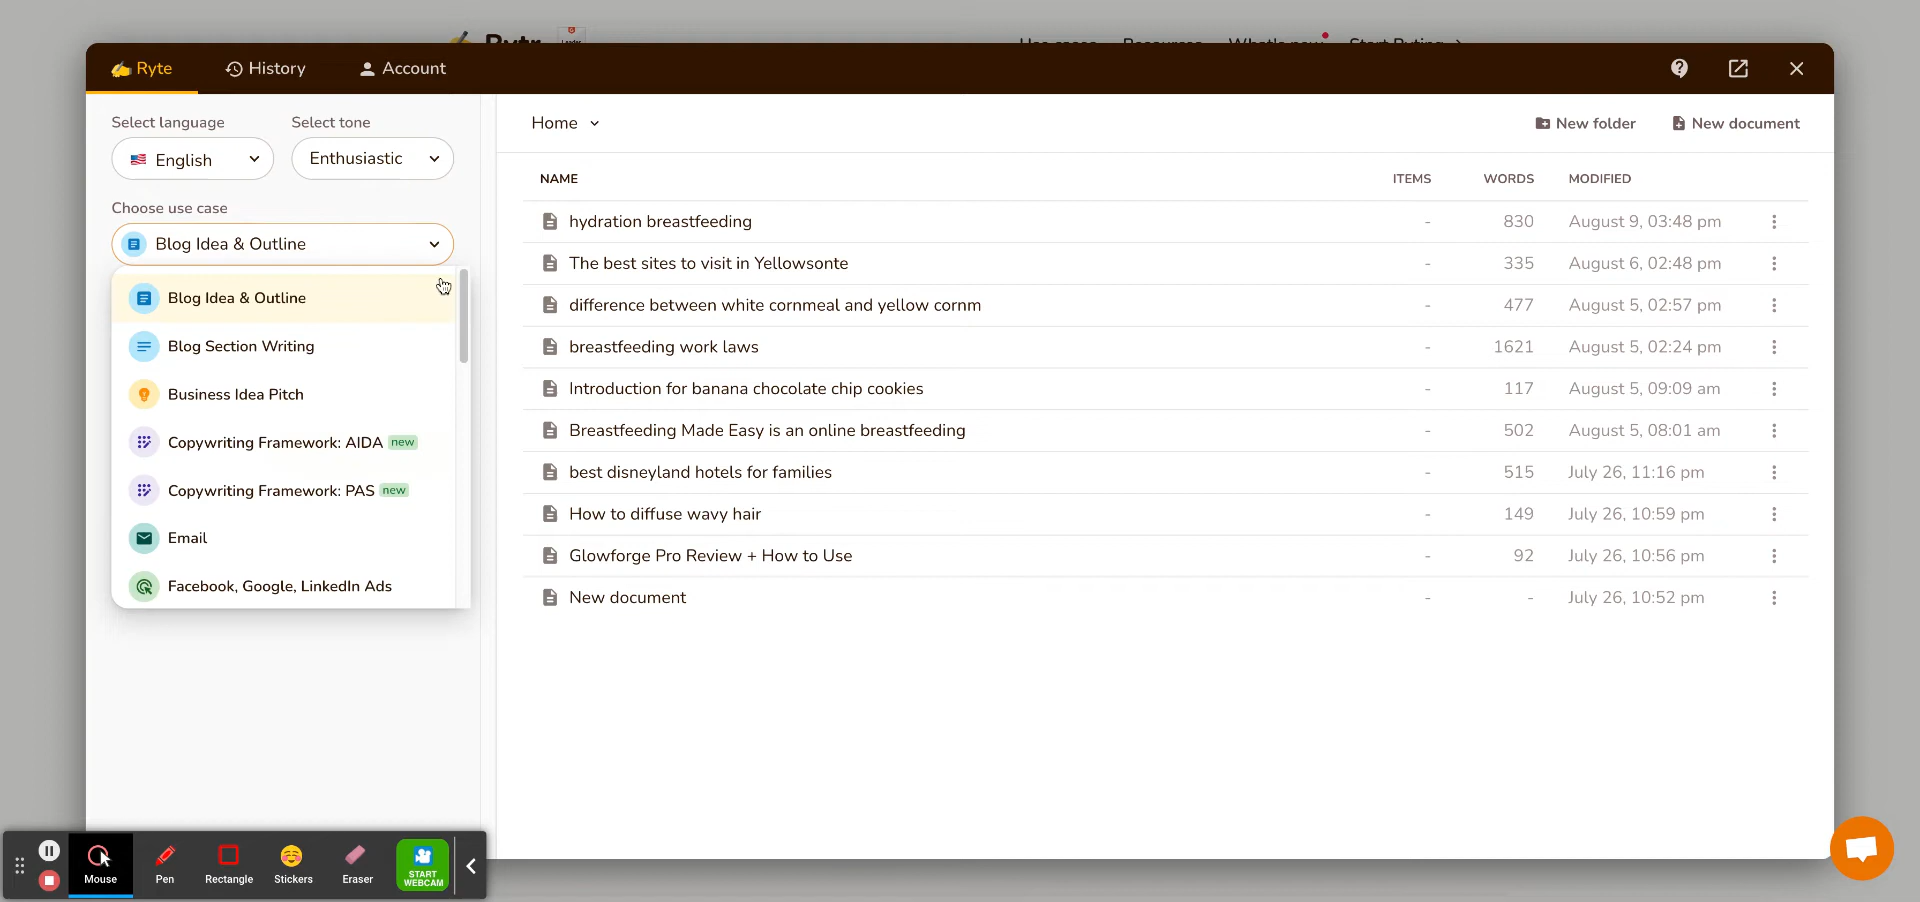 Rytr
Use cases Resources What's new Start Ryting
Ryte History Account
Select language Select tone
English Enthusiastic
Choose use case
Blog Idea & Outline
Blog Idea & Outline
Blog Section Writing
Business Idea Pitch
Copywriting Framework: AIDA new
Copywriting Framework: PAS new
Email
Facebook, Google, LinkedIn Ads
Home New folder New document
NAME ITEMS WORDS MODIFIED
hydration breastfeeding - 830 August 9, 03:48 pm
The best sites to visit in Yellowsonte - 335 August 6, 02:48 pm
difference between white cornmeal and yellow cornm - 477 August 5, 02:57 pm
breastfeeding work laws - 1621 August 5, 02:24 pm
Introduction for banana chocolate chip cookies - 117 August 5, 09:09 am
Breastfeeding Made Easy is an online breastfeeding - 502 August 5, 08:01 am
best disneyland hotels for families - 515 July 26, 11:16 pm
How to diffuse wavy hair - 149 July 26, 10:59 pm
Glowforge Pro Review + How to Use - 92 July 26, 10:56 pm
New document - - July 26, 10:52 pm
Mouse Pen Rectangle Stickers Eraser START
WEBCAM